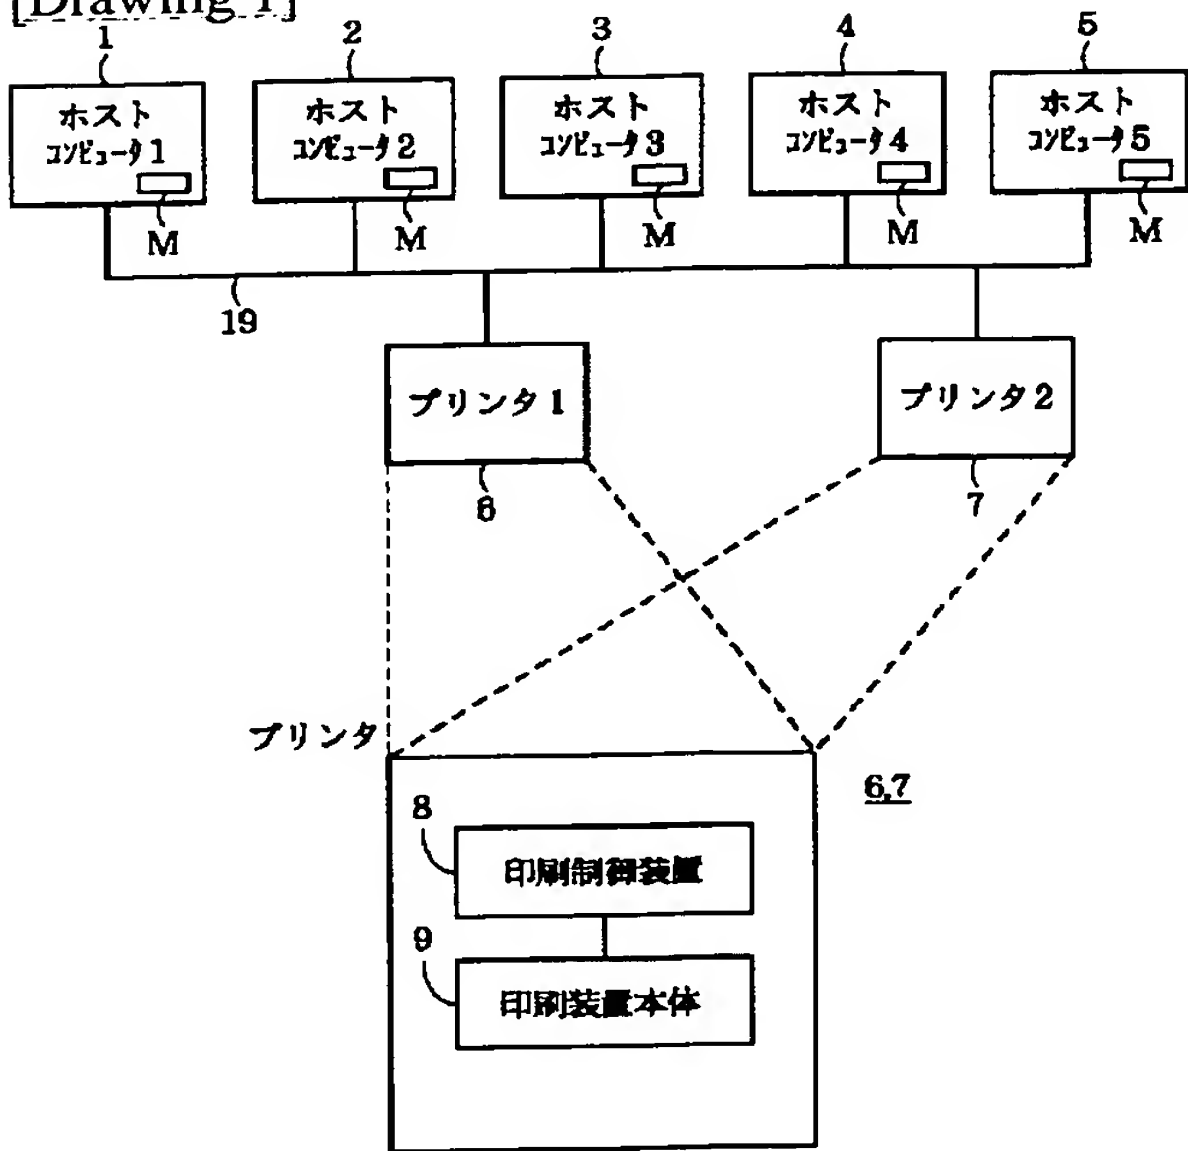 [Drawing 1]
1
2
3
4
5
ホスト
コンピュータ1
M
ホスト
コンピュータ2
M
ホスト
コンピュータ3
M
ホスト
コンピュータ4
M
ホスト
コンピュータ5
M
19
プリンタ1
6
プリンタ2
7
プリンタ
6,7
8
印刷制御装置
9
印刷装置本体